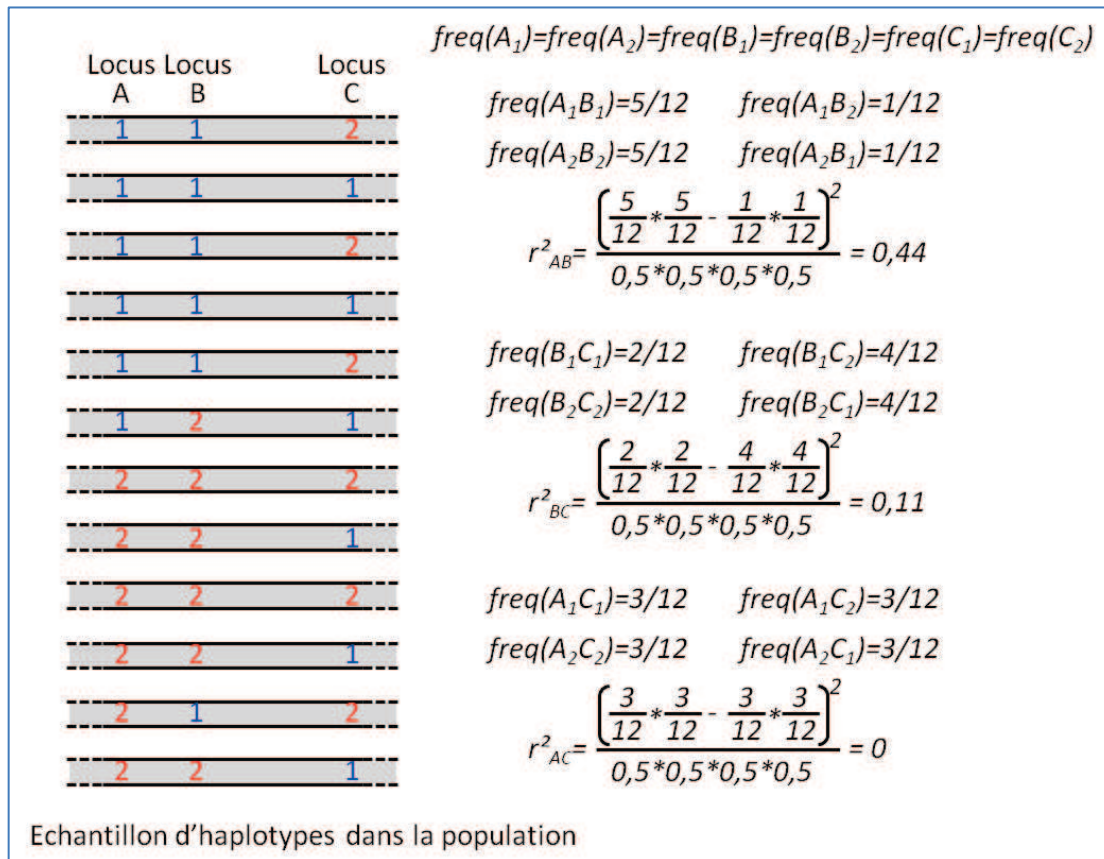 Locus Locus Locus
A B C
1 1 2
1 1 1
1 1 2
1 1 1
1 1 2
1 2 1
2 2 2
2 2 1
2 2 2
2 2 1
2 1 2
2 2 1
Echantillon d'haplotypes dans la population
freq(A₁)=freq(A₂)=freq(B₁)=freq(B₂)=freq(C₁)=freq(C₂)
freq(A₁B₁)=5/12 freq(A₁B₂)=1/12
freq(A₂B₂)=5/12 freq(A₂B₁)=1/12
r²AB= (5/12*5/12 - 1/12*1/12)² / 0,5*0,5*0,5*0,5 = 0,44
freq(B₁C₁)=2/12 freq(B₁C₂)=4/12
freq(B₂C₂)=2/12 freq(B₂C₁)=4/12
r²BC= (2/12*2/12 - 4/12*4/12)² / 0,5*0,5*0,5*0,5 = 0,11
freq(A₁C₁)=3/12 freq(A₁C₂)=3/12
freq(A₂C₂)=3/12 freq(A₂C₁)=3/12
r²AC= (3/12*3/12 - 3/12*3/12)² / 0,5*0,5*0,5*0,5 = 0